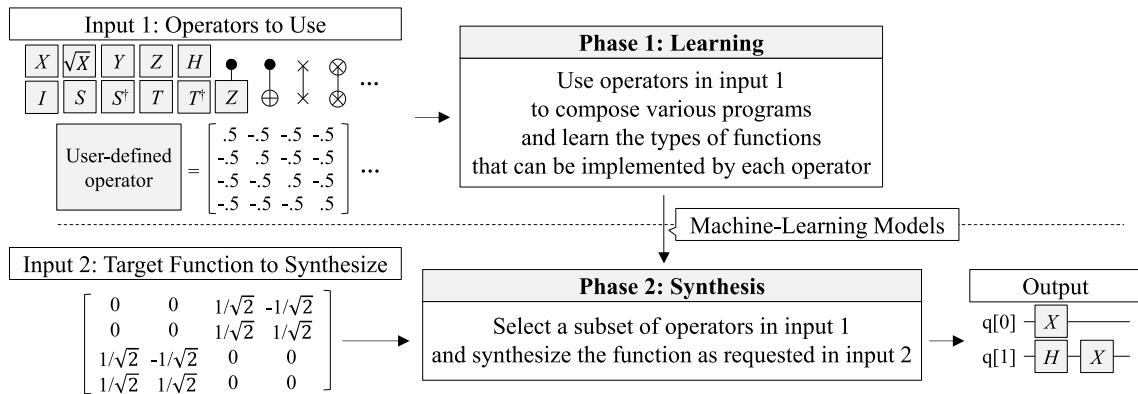 Input 1: Operators to Use
X √X Y Z H
I S S† T T† Z ...
User-defined
operator
=
.5 -.5 -.5 -.5
-.5 .5 -.5 -.5
-.5 -.5 .5 -.5
-.5 -.5 -.5 .5
...
Phase 1: Learning
Use operators in input 1
to compose various programs
and learn the types of functions
that can be implemented by each operator
Machine-Learning Models
Input 2: Target Function to Synthesize
0 0 1/√2 -1/√2
0 0 1/√2 1/√2
1/√2 -1/√2 0 0
1/√2 1/√2 0 0
Phase 2: Synthesis
Select a subset of operators in input 1
and synthesize the function as requested in input 2
Output
q[0] X
q[1] H X